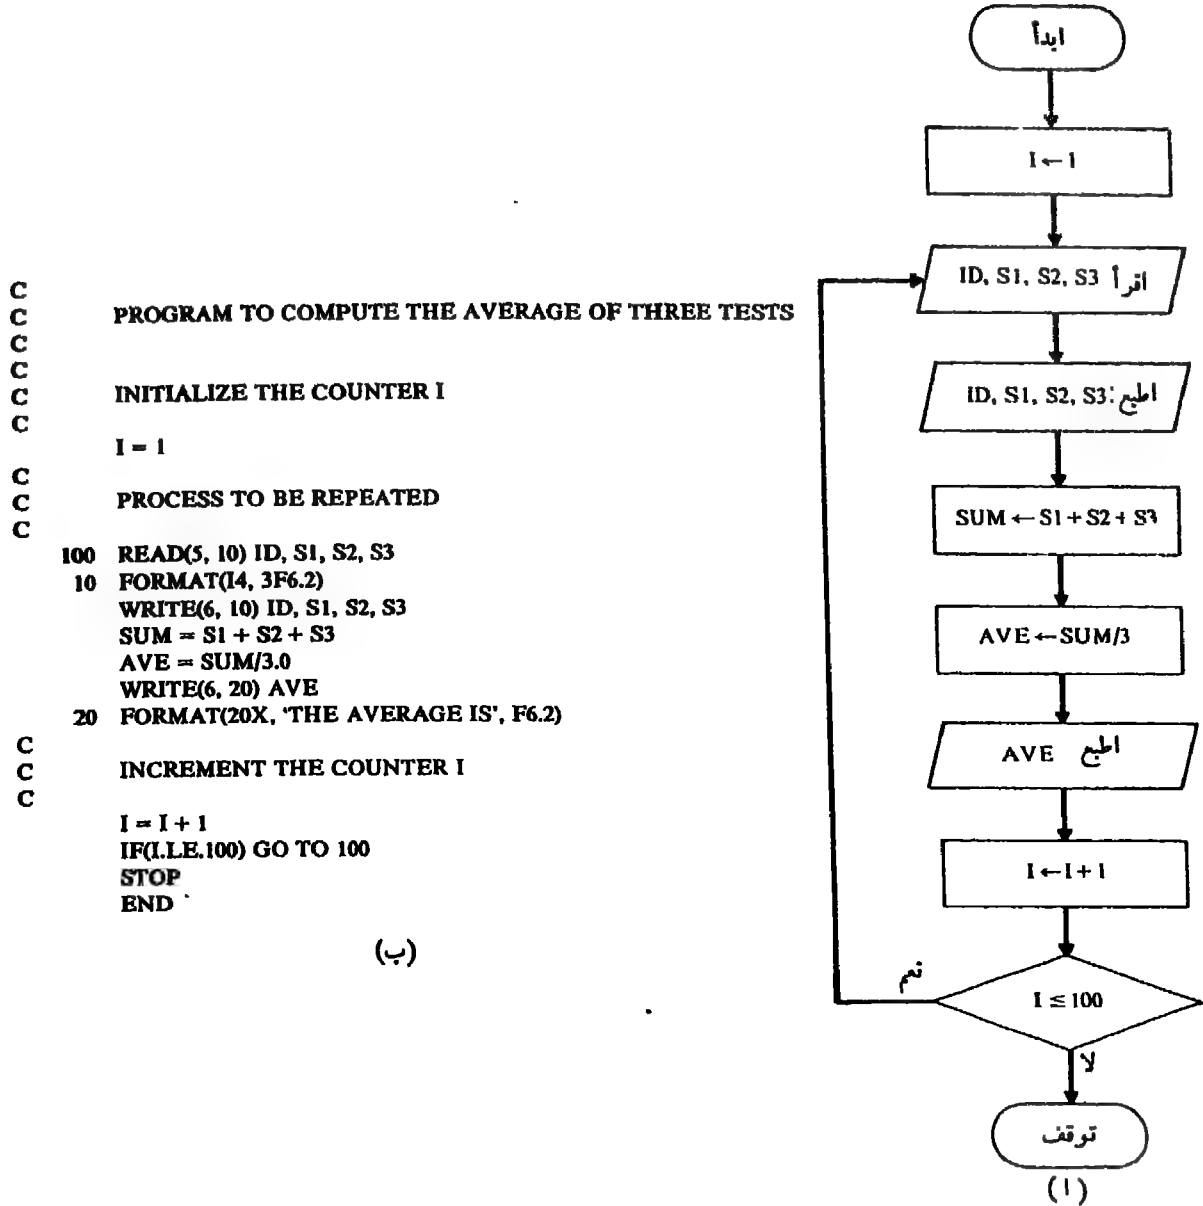 C
C PROGRAM TO COMPUTE THE AVERAGE OF THREE TESTS
C
C
C INITIALIZE THE COUNTER I
C
I = 1
C
C PROCESS TO BE REPEATED
C
100 READ(5, 10) ID, S1, S2, S3
10 FORMAT(I4, 3F6.2)
WRITE(6, 10) ID, S1, S2, S3
SUM = S1 + S2 + S3
AVE = SUM/3.0
WRITE(6, 20) AVE
20 FORMAT(20X, 'THE AVERAGE IS', F6.2)
C
C INCREMENT THE COUNTER I
C
I = I + 1
IF(I.LE.100) GO TO 100
STOP
END
(ب)
ابدأ
I ← 1
اقرأ ID, S1, S2, S3
اطبع: ID, S1, S2, S3
SUM ← S1 + S2 + S3
AVE ← SUM/3
اطبع AVE
I ← I + 1
I ≦ 100
نعم
لا
توقف
(ا)